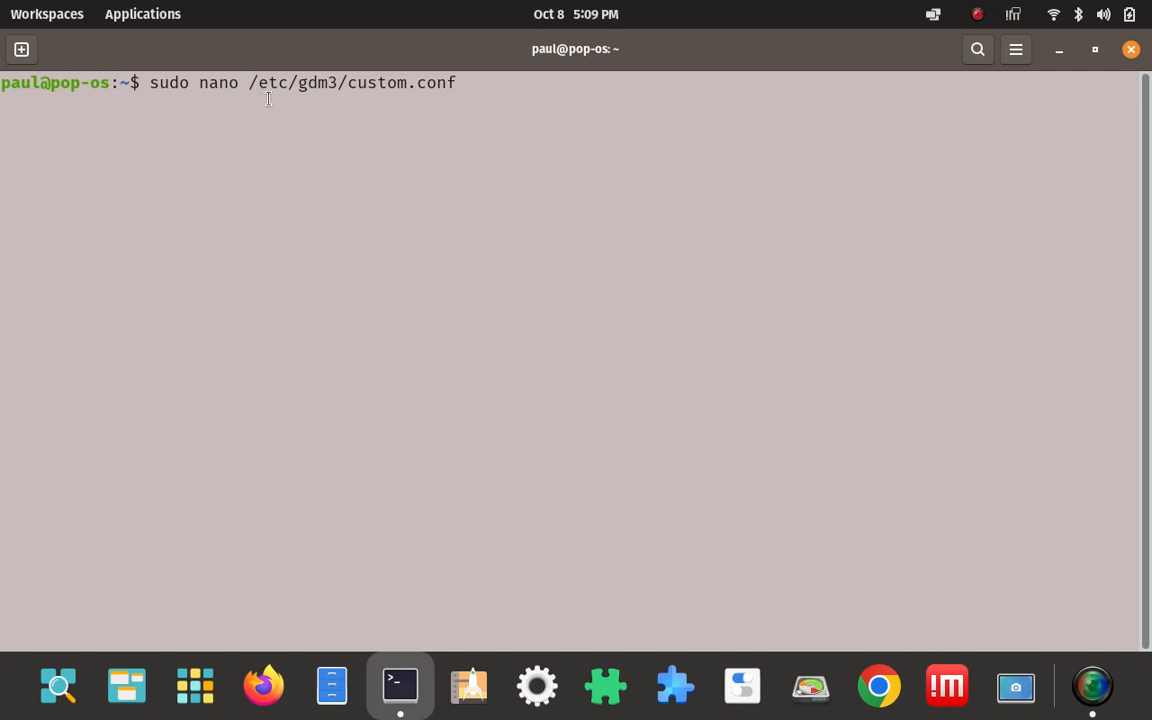 Workspaces Applications Oct 8 5:09 PM
paul@pop-os: ~
paul@pop-os:~$ sudo nano /etc/gdm3/custom.conf
>_
!M